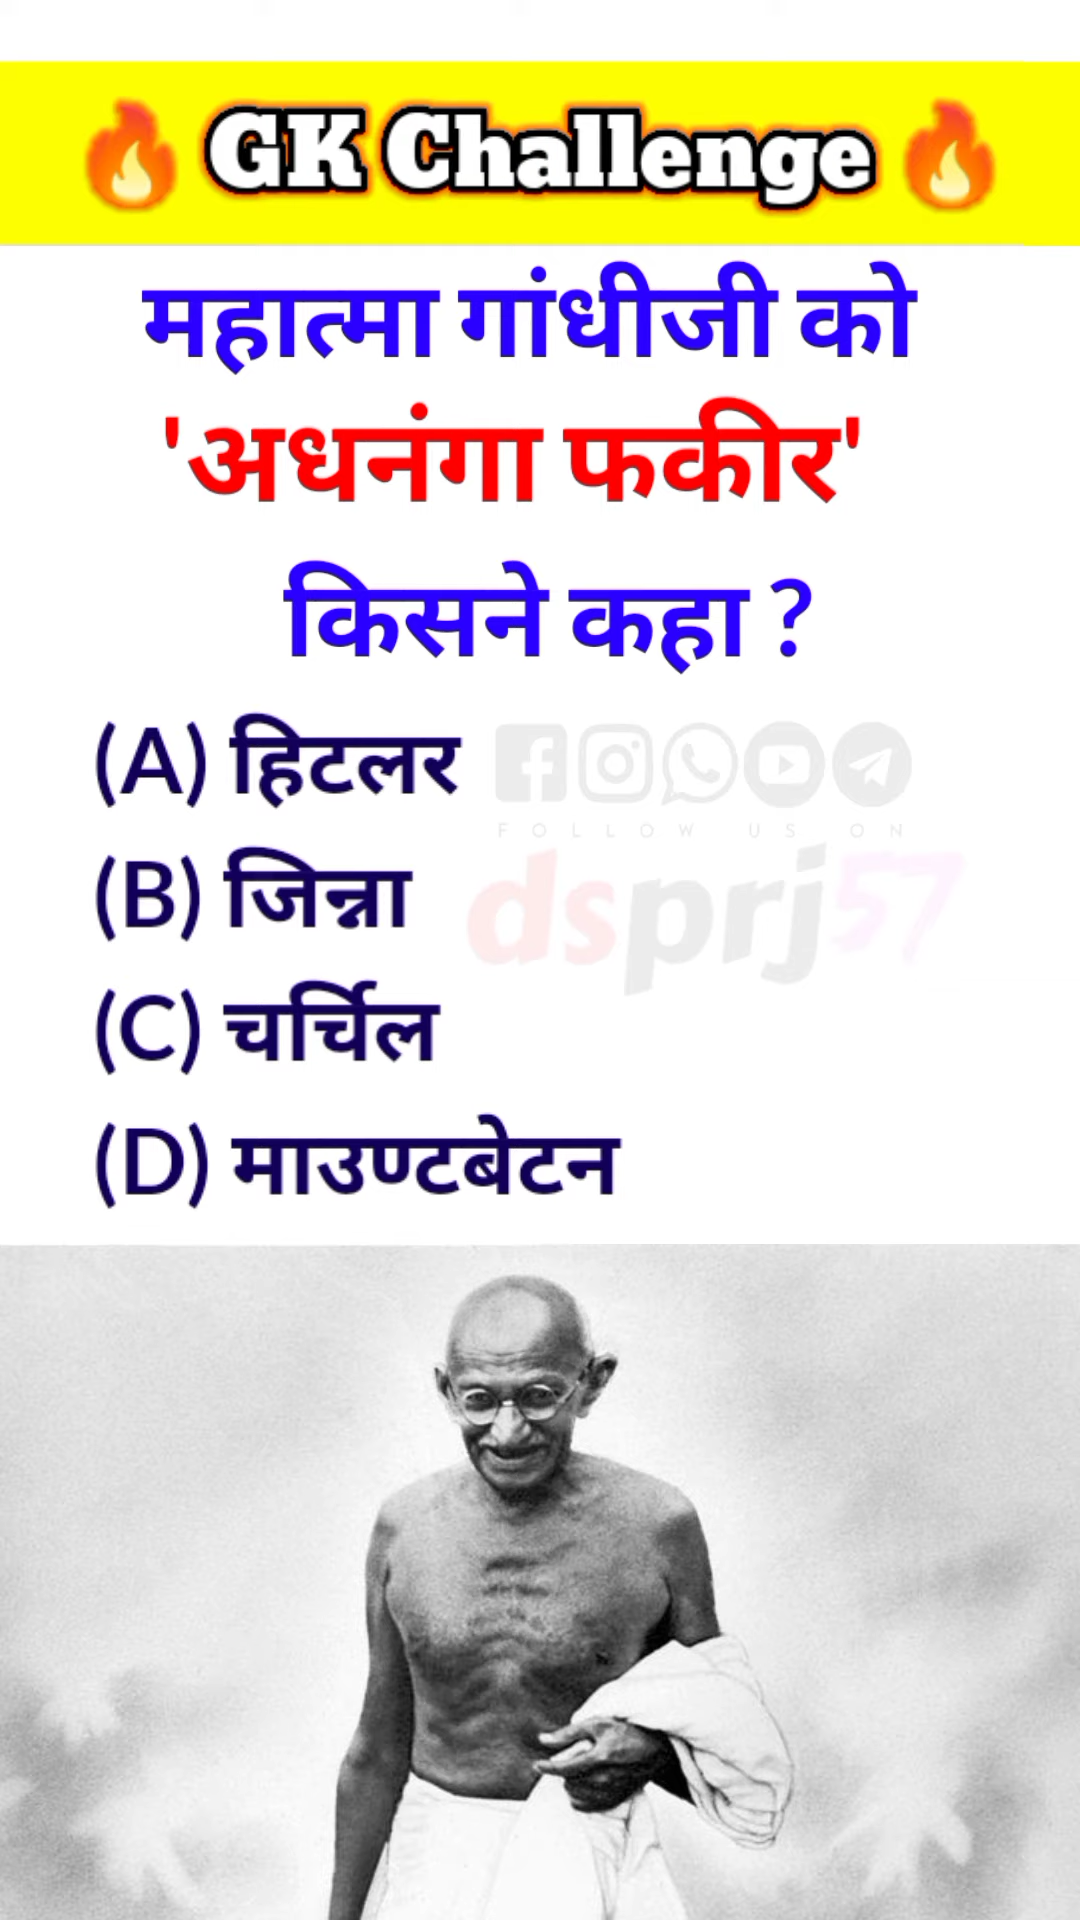 🔥 GK Challenge 🔥
महात्मा गांधीजी को
'अधनंगा फकीर'
किसने कहा ?
(A) हिटलर
(B) जिन्ना
(C) चर्चिल
(D) माउण्टबेटन
FOLLOW US ON
dsprj57